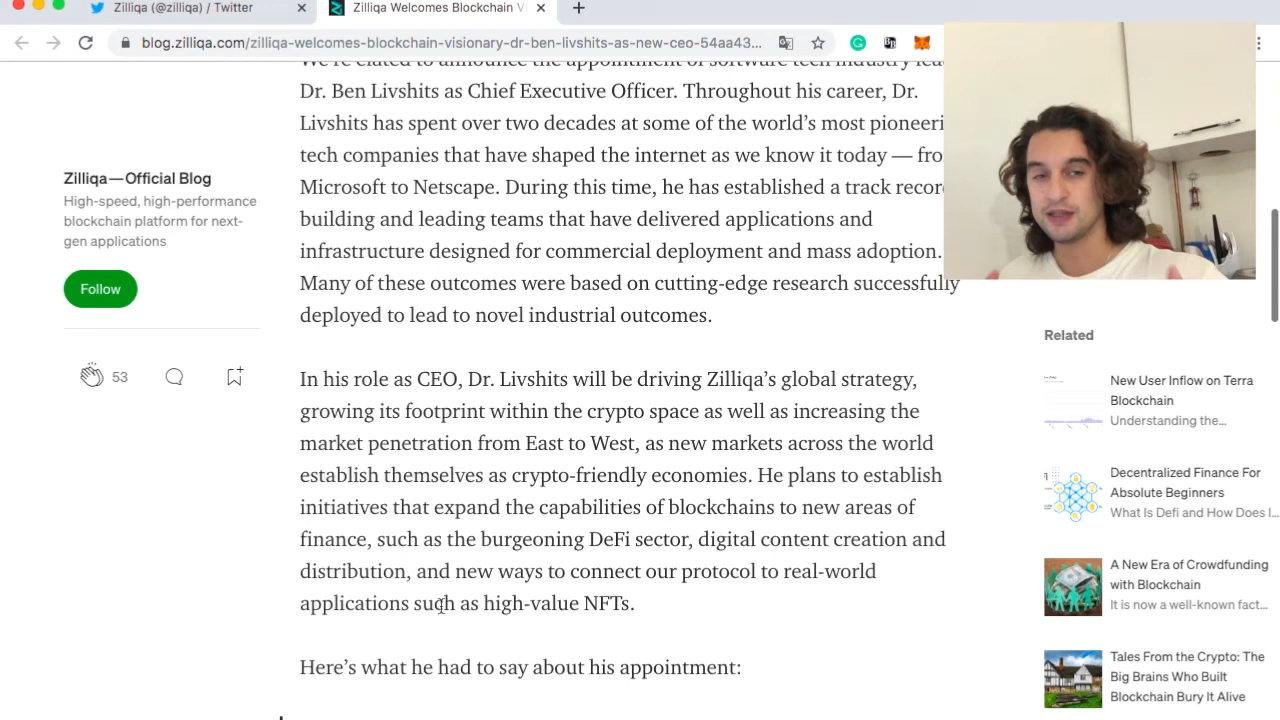 Zilliqa (@zilliqa) / Twitter
Zilliqa Welcomes Blockchain Vi
blog.zilliqa.com/zilliqa-welcomes-blockchain-visionary-dr-ben-livshits-as-new-ceo-54aa43...
We're elated to announce the appointment of software tech industry lea
Dr. Ben Livshits as Chief Executive Officer. Throughout his career, Dr.
Livshits has spent over two decades at some of the world's most pioneeri
tech companies that have shaped the internet as we know it today — fro
Microsoft to Netscape. During this time, he has established a track recor
building and leading teams that have delivered applications and
infrastructure designed for commercial deployment and mass adoption.
Many of these outcomes were based on cutting-edge research successfully
deployed to lead to novel industrial outcomes.
Zilliqa — Official Blog
High-speed, high-performance
blockchain platform for next-
gen applications
Follow
53
In his role as CEO, Dr. Livshits will be driving Zilliqa's global strategy,
growing its footprint within the crypto space as well as increasing the
market penetration from East to West, as new markets across the world
establish themselves as crypto-friendly economies. He plans to establish
initiatives that expand the capabilities of blockchains to new areas of
finance, such as the burgeoning DeFi sector, digital content creation and
distribution, and new ways to connect our protocol to real-world
applications such as high-value NFTs.
Here's what he had to say about his appointment:
Related
New User Inflow on Terra
Blockchain
Understanding the...
Decentralized Finance For
Absolute Beginners
What Is Defi and How Does I...
A New Era of Crowdfunding
with Blockchain
It is now a well-known fact...
Tales From the Crypto: The
Big Brains Who Built
Blockchain Bury It Alive